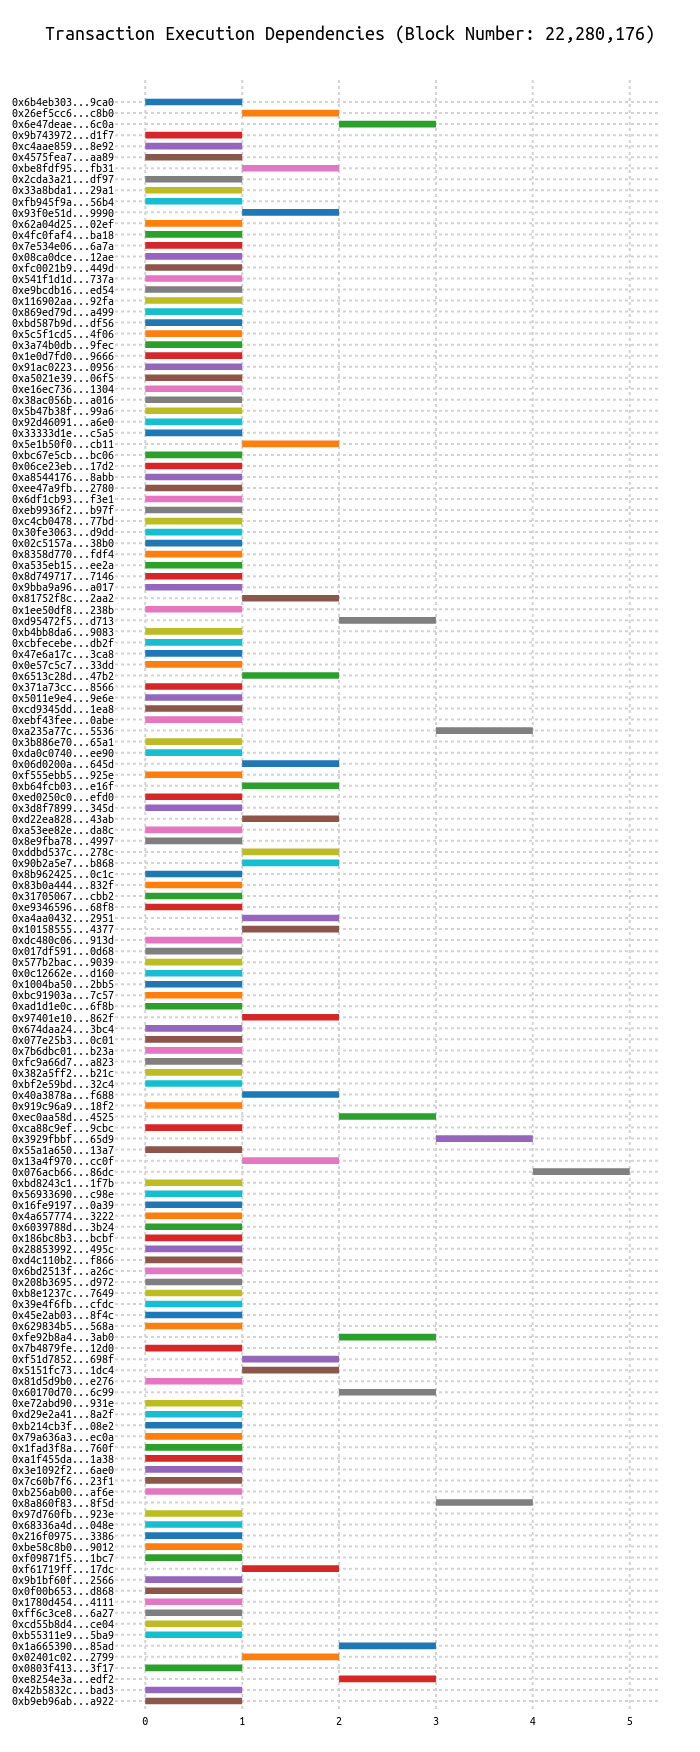 Transaction Execution Dependencies (Block Number: 22,280,176)
0x6b4eb303...9ca0
0x26ef5cc6...c8b0
0x6e47deae...6c0a
0x9b743972...d1f7
0xc4aae859...8e92
0x4575fea7...aa89
0xbe8fdf95...fb31
0x2cda3a21...df97
0x33a8bda1...29a1
0xfb945f9a...56b4
0x93f0e51d...9990
0x62a04d25...02ef
0x4fc0faf4...ba18
0x7e534e06...6a7a
0x08ca0dce...12ae
0xfc0021b9...449d
0x541f1d1d...737a
0xe9bcdb16...ed54
0x116902aa...92fa
0x869ed79d...a499
0xbd587b9d...df56
0x5c5f1cd5...4f06
0x3a74b0db...9fec
0x1e0d7fd0...9666
0x91ac0223...0956
0xa5021e39...06f5
0xe16ec736...1304
0x38ac056b...a016
0x5b47b38f...99a6
0x92d46091...a6e0
0x33333d1e...c5a5
0x5e1b50f0...cb11
0xbc67e5cb...bc06
0x06ce23eb...17d2
0xa8544176...8abb
0xee47a9fb...2780
0x6df1cb93...f3e1
0xeb9936f2...b97f
0xc4cb0478...77bd
0x30fe3063...d9dd
0x02c5157a...38b0
0x8358d770...fdf4
0xa535eb15...ee2a
0x8d749717...7146
0x9bba9a96...a017
0x81752f8c...2aa2
0x1ee50df8...238b
0xd95472f5...d713
0xb4bb8da6...9083
0xcbfecebe...db2f
0x47e6a17c...3ca8
0x0e57c5c7...33dd
0x6513c28d...47b2
0x371a73cc...8566
0x5011e9e4...9e6e
0xcd9345dd...1ea8
0xebf43fee...0abe
0xa235a77c...5536
0x3b886e70...65a1
0xda0c0740...ee90
0x06d0200a...645d
0xf555ebb5...925e
0xb64fcb03...e16f
0xed0250c0...efd0
0x3d8f7899...345d
0xd22ea828...43ab
0xa53ee82e...da8c
0x8e9fba78...4997
0xddbd537c...278c
0x90b2a5e7...b868
0x8b962425...0c1c
0x83b0a444...832f
0x31705067...cbb2
0xe9346596...68f8
0xa4aa0432...2951
0x10158555...4377
0xdc480c06...913d
0x017df591...0d68
0x577b2bac...9039
0x0c12662e...d160
0x1004ba50...2bb5
0xbc91903a...7c57
0xad1d1e0c...6f8b
0x97401e10...862f
0x674daa24...3bc4
0x077e25b3...0c01
0x7b6dbc01...b23a
0xfc9a66d7...a823
0x382a5ff2...b21c
0xbf2e59bd...32c4
0x40a3878a...f688
0x919c96a9...18f2
0xec0aa58d...4525
0xca88c9ef...9cbc
0x3929fbbf...65d9
0x55a1a650...13a7
0x13a4f970...cc0f
0x076acb66...86dc
0xbd8243c1...1f7b
0x56933690...c98e
0x16fe9197...0a39
0x4a657774...3222
0x6039788d...3b24
0x186bc8b3...bcbf
0x28853992...495c
0xd4c110b2...f866
0x6bd2513f...a26c
0x208b3695...d972
0xb8e1237c...7649
0x39e4f6fb...cfdc
0x45e2ab03...8f4c
0x629834b5...568a
0xfe92b8a4...3ab0
0x7b4879fe...12d0
0xf51d7852...698f
0x5151fc73...1dc4
0x81d5d9b0...e276
0x60170d70...6c99
0xe72abd90...931e
0xd29e2a41...8a2f
0xb214cb3f...08e2
0x79a636a3...ec0a
0x1fad3f8a...760f
0xa1f455da...1a38
0x3e1092f2...6ae0
0x7c60b7f6...23f1
0xb256ab00...af6e
0x8a860f83...8f5d
0x97d760fb...923e
0x68336a4d...048e
0x216f0975...3386
0xbe58c8b0...9012
0xf09871f5...1bc7
0xf61719ff...17dc
0x9b1bf60f...2566
0x0f00b653...d868
0x1780d454...4111
0xff6c3ce8...6a27
0xcd55b8d4...ce04
0xb55311e9...5ba9
0x1a665390...85ad
0x02401c02...2799
0x0803f413...3f17
0xe8254e3a...edf2
0x42b5832c...bad3
0xb9eb96ab...a922
0 1 2 3 4 5